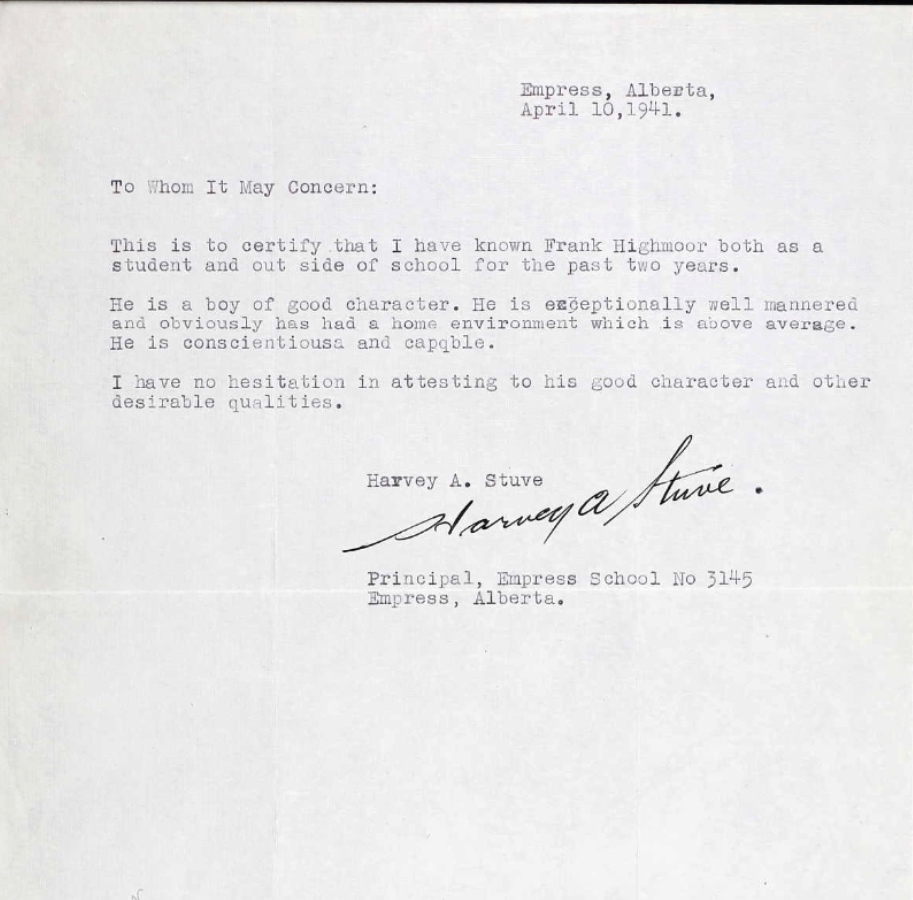 Empress, Alberta,
April 10,1941.
To Whom It May Concern:
This is to certify that I have known Frank Highmoor both as a
student and out side of school for the past two years.
He is a boy of good character. He is exceptionally well mannered
and obviously has had a home environment which is above average.
He is conscientiousa and capqble.
I have no hesitation in attesting to his good character and other
desirable qualities.
Harvey A. Stuve
Harvey A Stuve.
Principal, Empress School No 3145
Empress, Alberta.